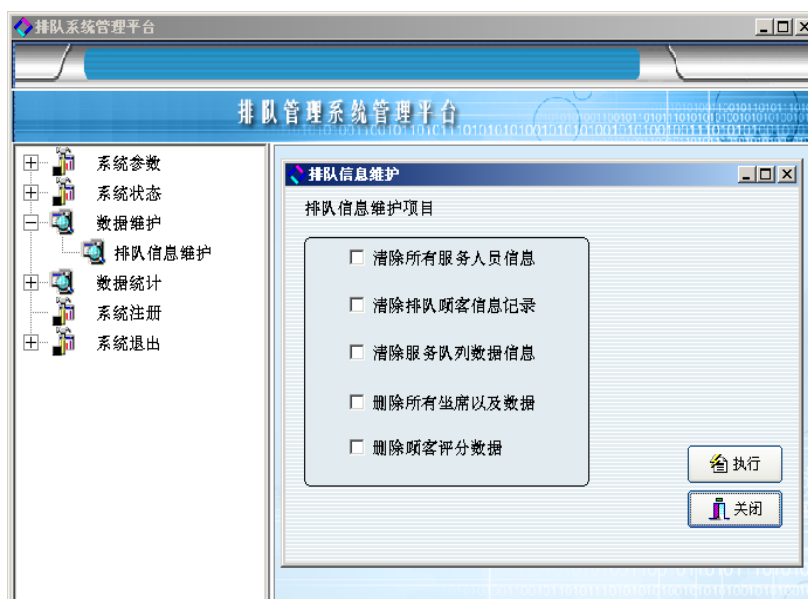 排队系统管理平台
排队管理系统管理平台
系统参数
系统状态
数据维护
排队信息维护
数据统计
系统注册
系统退出
排队信息维护
排队信息维护项目
清除所有服务人员信息
清除排队顾客信息记录
清除服务队列数据信息
删除所有坐席以及数据
删除顾客评分数据
执行
关闭